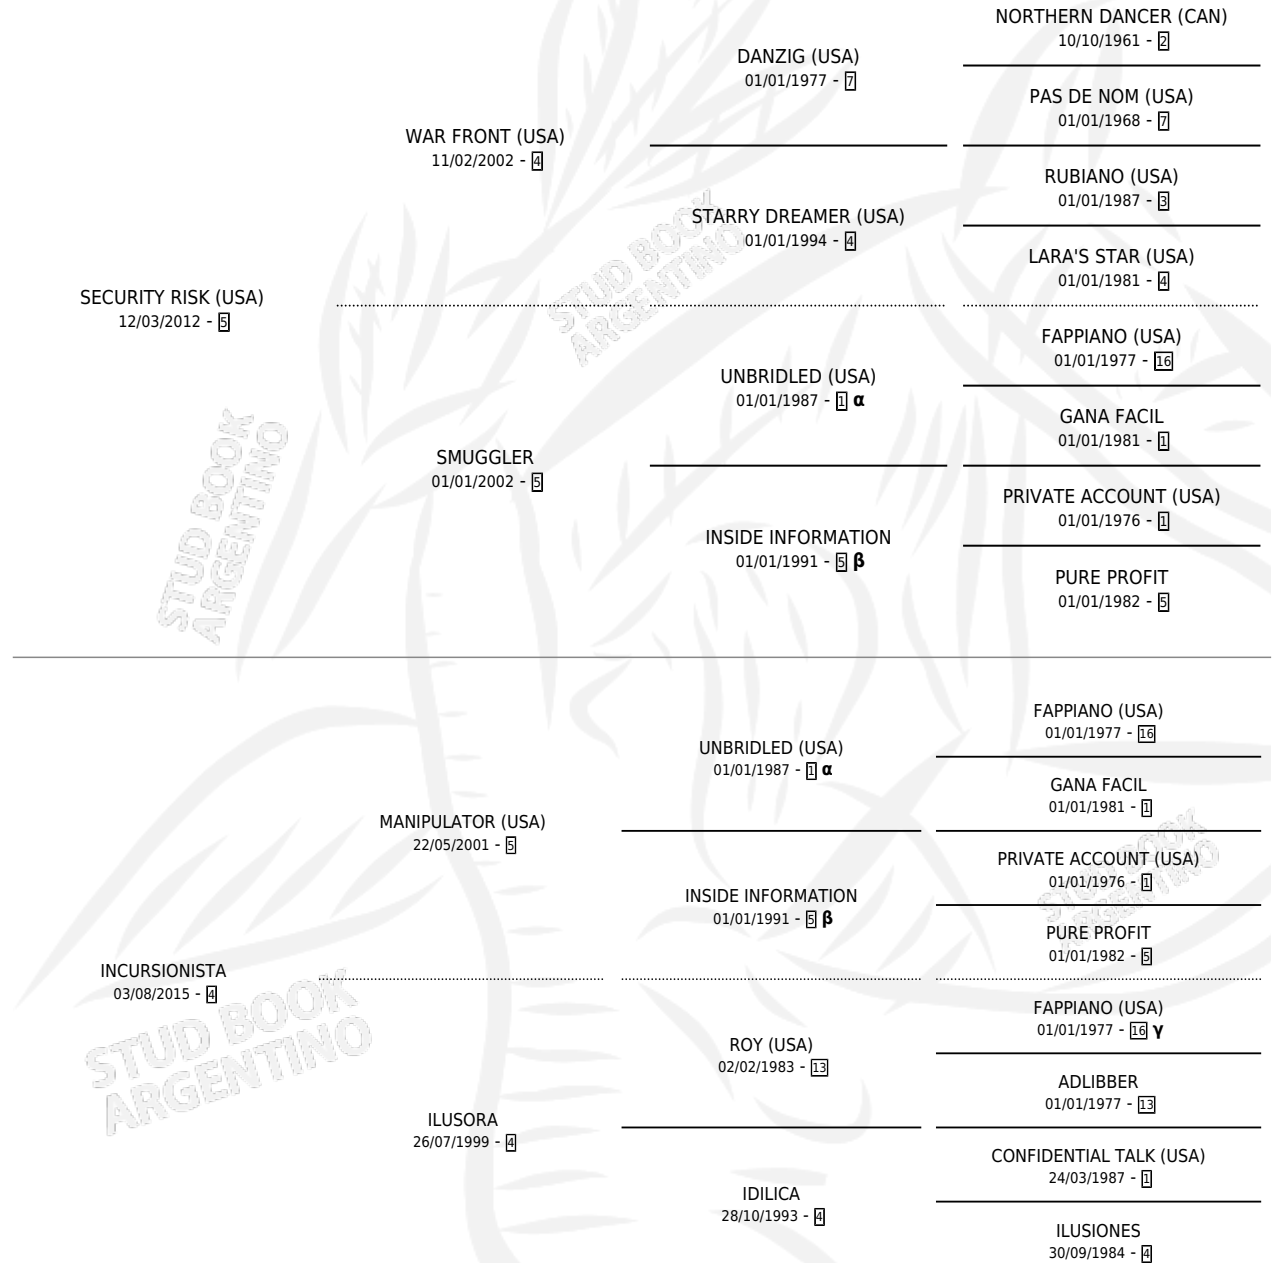 NORTHERN DANCER (CAN)
10/10/1961 - 2
DANZIG (USA)
01/01/1977 - 7
PAS DE NOM (USA)
01/01/1968 - 7
WAR FRONT (USA)
11/02/2002 - 4
RUBIANO (USA)
01/01/1987 - 3
STARRY DREAMER (USA)
01/01/1994 - 4
LARA'S STAR (USA)
01/01/1981 - 4
SECURITY RISK (USA)
12/03/2012 - 5
FAPPIANO (USA)
01/01/1977 - 16
UNBRIDLED (USA)
01/01/1987 - 1 α
GANA FACIL
01/01/1981 - 1
SMUGGLER
01/01/2002 - 5
PRIVATE ACCOUNT (USA)
01/01/1976 - 1
INSIDE INFORMATION
01/01/1991 - 5 β
PURE PROFIT
01/01/1982 - 5
FAPPIANO (USA)
01/01/1977 - 16
UNBRIDLED (USA)
01/01/1987 - 1 α
GANA FACIL
01/01/1981 - 1
MANIPULATOR (USA)
22/05/2001 - 5
PRIVATE ACCOUNT (USA)
01/01/1976 - 1
INSIDE INFORMATION
01/01/1991 - 5 β
PURE PROFIT
01/01/1982 - 5
INCURSIONISTA
03/08/2015 - 4
FAPPIANO (USA)
01/01/1977 - 16 γ
ROY (USA)
02/02/1983 - 13
ADLIBBER
01/01/1977 - 13
ILUSORA
26/07/1999 - 4
CONFIDENTIAL TALK (USA)
24/03/1987 - 1
IDILICA
28/10/1993 - 4
ILUSIONES
30/09/1984 - 4
STUD BOOK
ARGENTINO
STUD BOOK
ARGENTINO
STUD BOOK
ARGENTINO
STUD BOOK
ARGENTINO